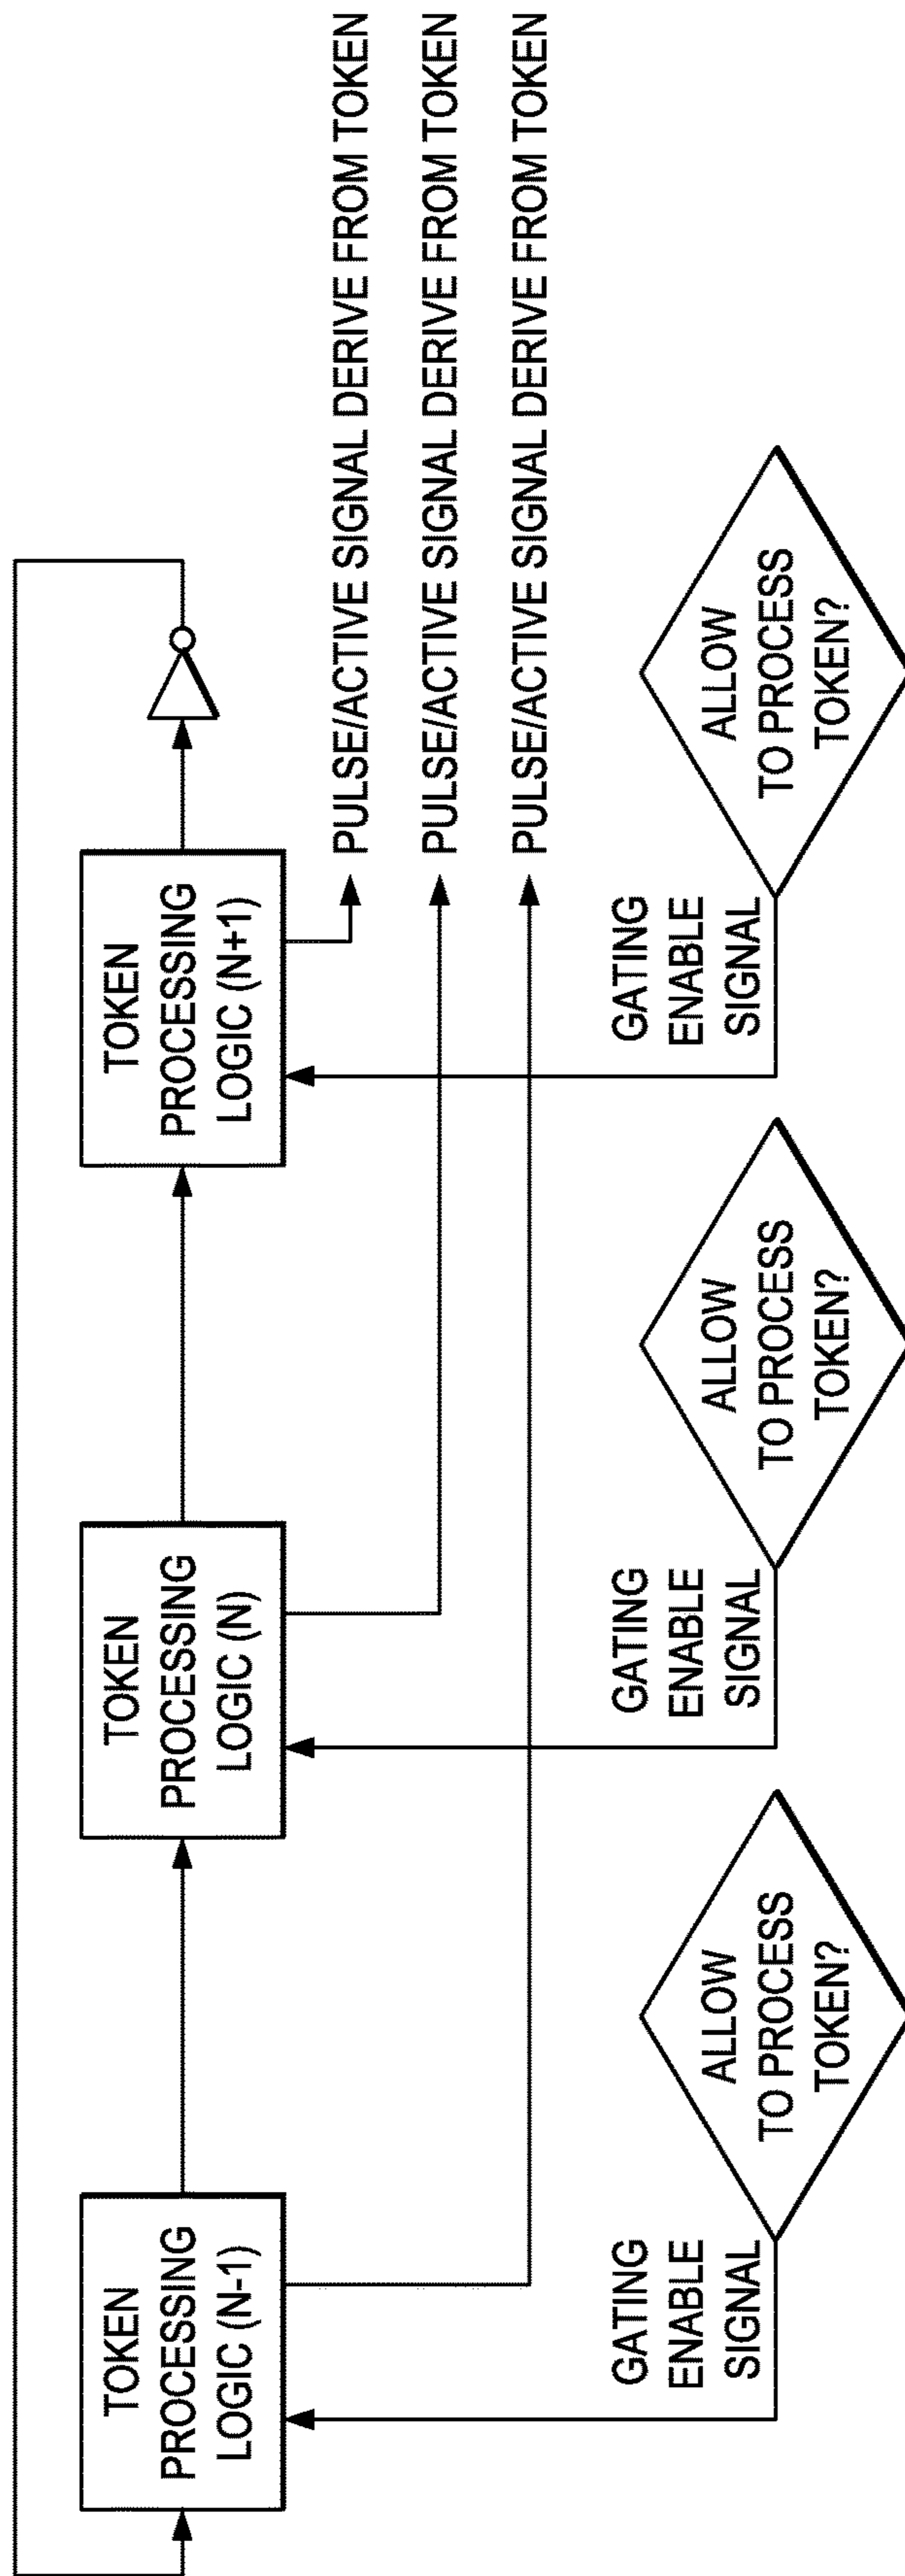 TOKEN
PROCESSING
LOGIC (N-1)
TOKEN
PROCESSING
LOGIC (N)
TOKEN
PROCESSING
LOGIC (N+1)
PULSE/ACTIVE SIGNAL DERIVE FROM TOKEN
PULSE/ACTIVE SIGNAL DERIVE FROM TOKEN
PULSE/ACTIVE SIGNAL DERIVE FROM TOKEN
GATING
ENABLE
SIGNAL
ALLOW
TO PROCESS
TOKEN?
GATING
ENABLE
SIGNAL
ALLOW
TO PROCESS
TOKEN?
GATING
ENABLE
SIGNAL
ALLOW
TO PROCESS
TOKEN?